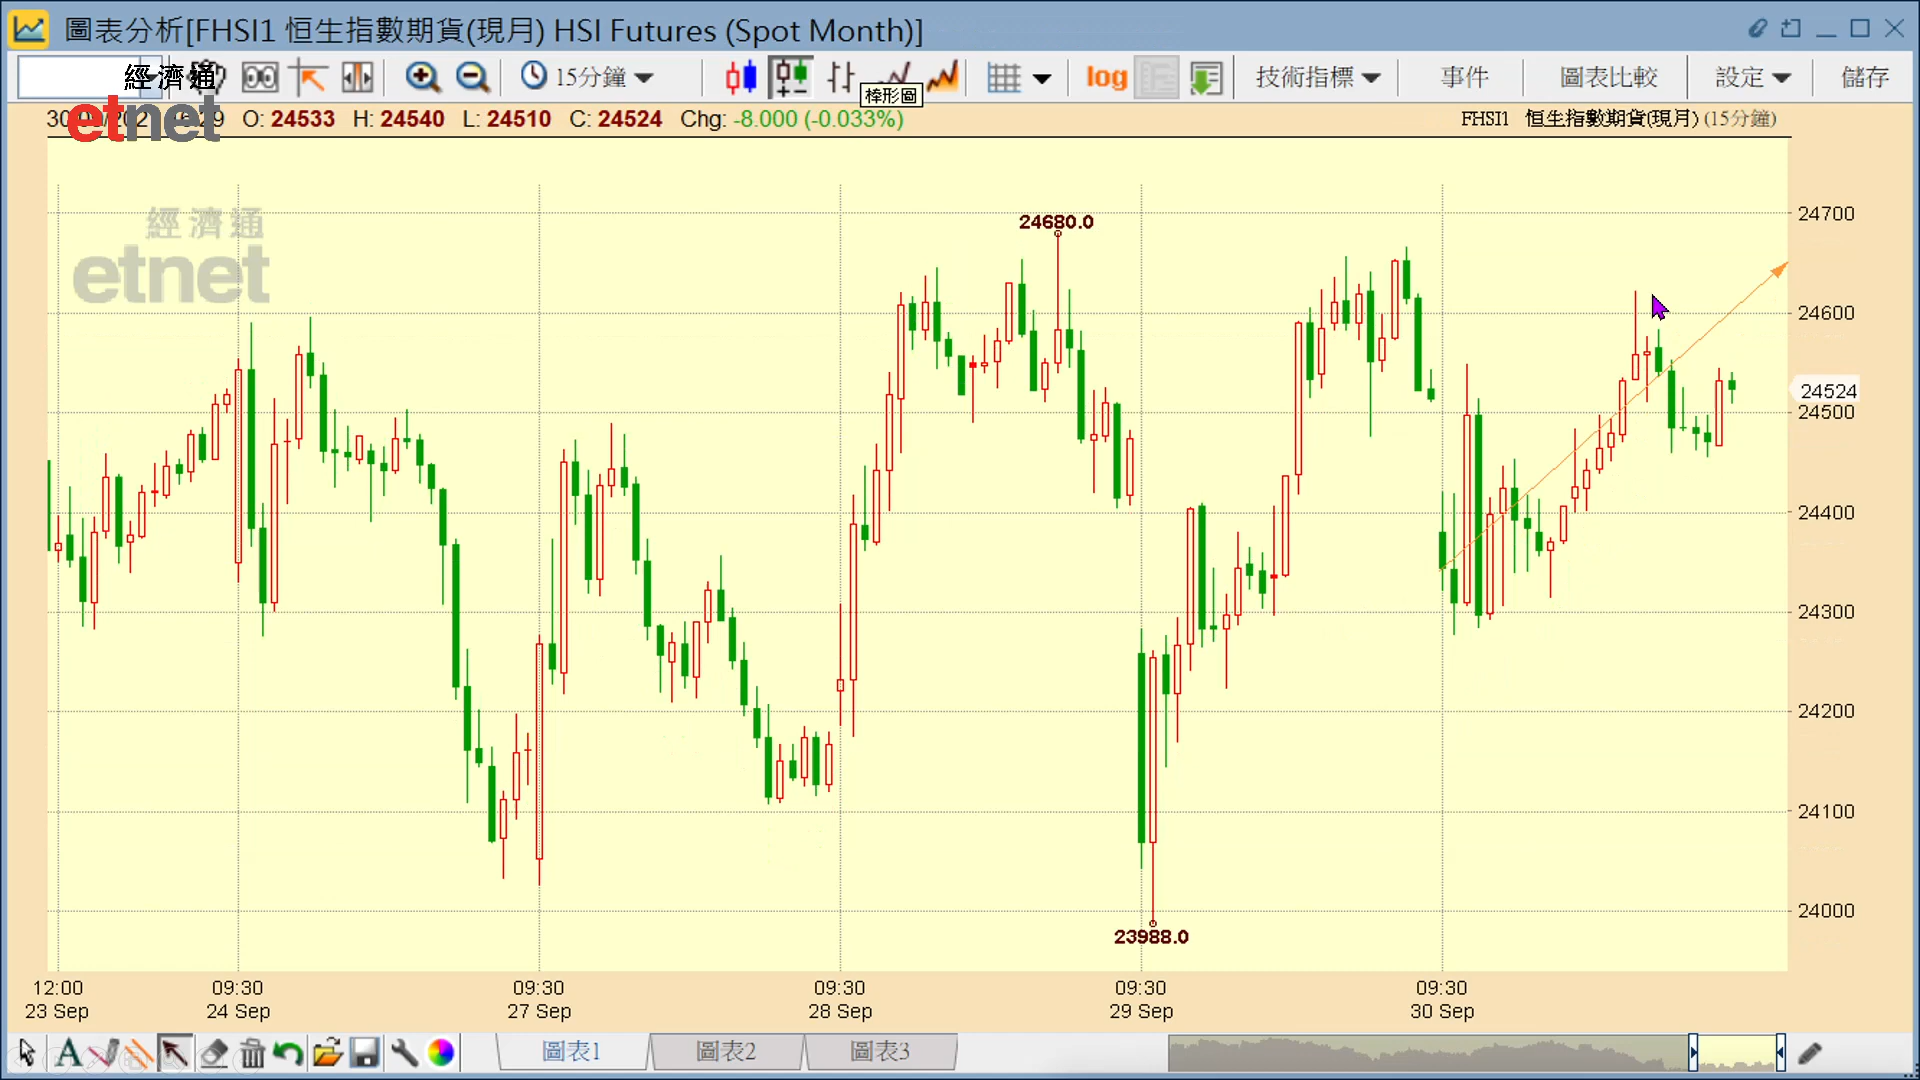 圖表分析[FHSI1 恒生指數期貨(現月) HSI Futures (Spot Month)]
15分鐘 log 技術指標 事件 圖表比較 設定 儲存
棒形圖
經濟通
etnet
O: 24533 H: 24540 L: 24510 C: 24524 Chg: -8.000 (-0.033%)
FHSI1 恒生指數期貨(現月) (15分鐘)
經濟通
etnet
24680.0
23988.0
24700
24600
24524
24500
24400
24300
24200
24100
24000
12:00 09:30 09:30 09:30 09:30 09:30
23 Sep 24 Sep 27 Sep 28 Sep 29 Sep 30 Sep
A 圖表1 圖表2 圖表3